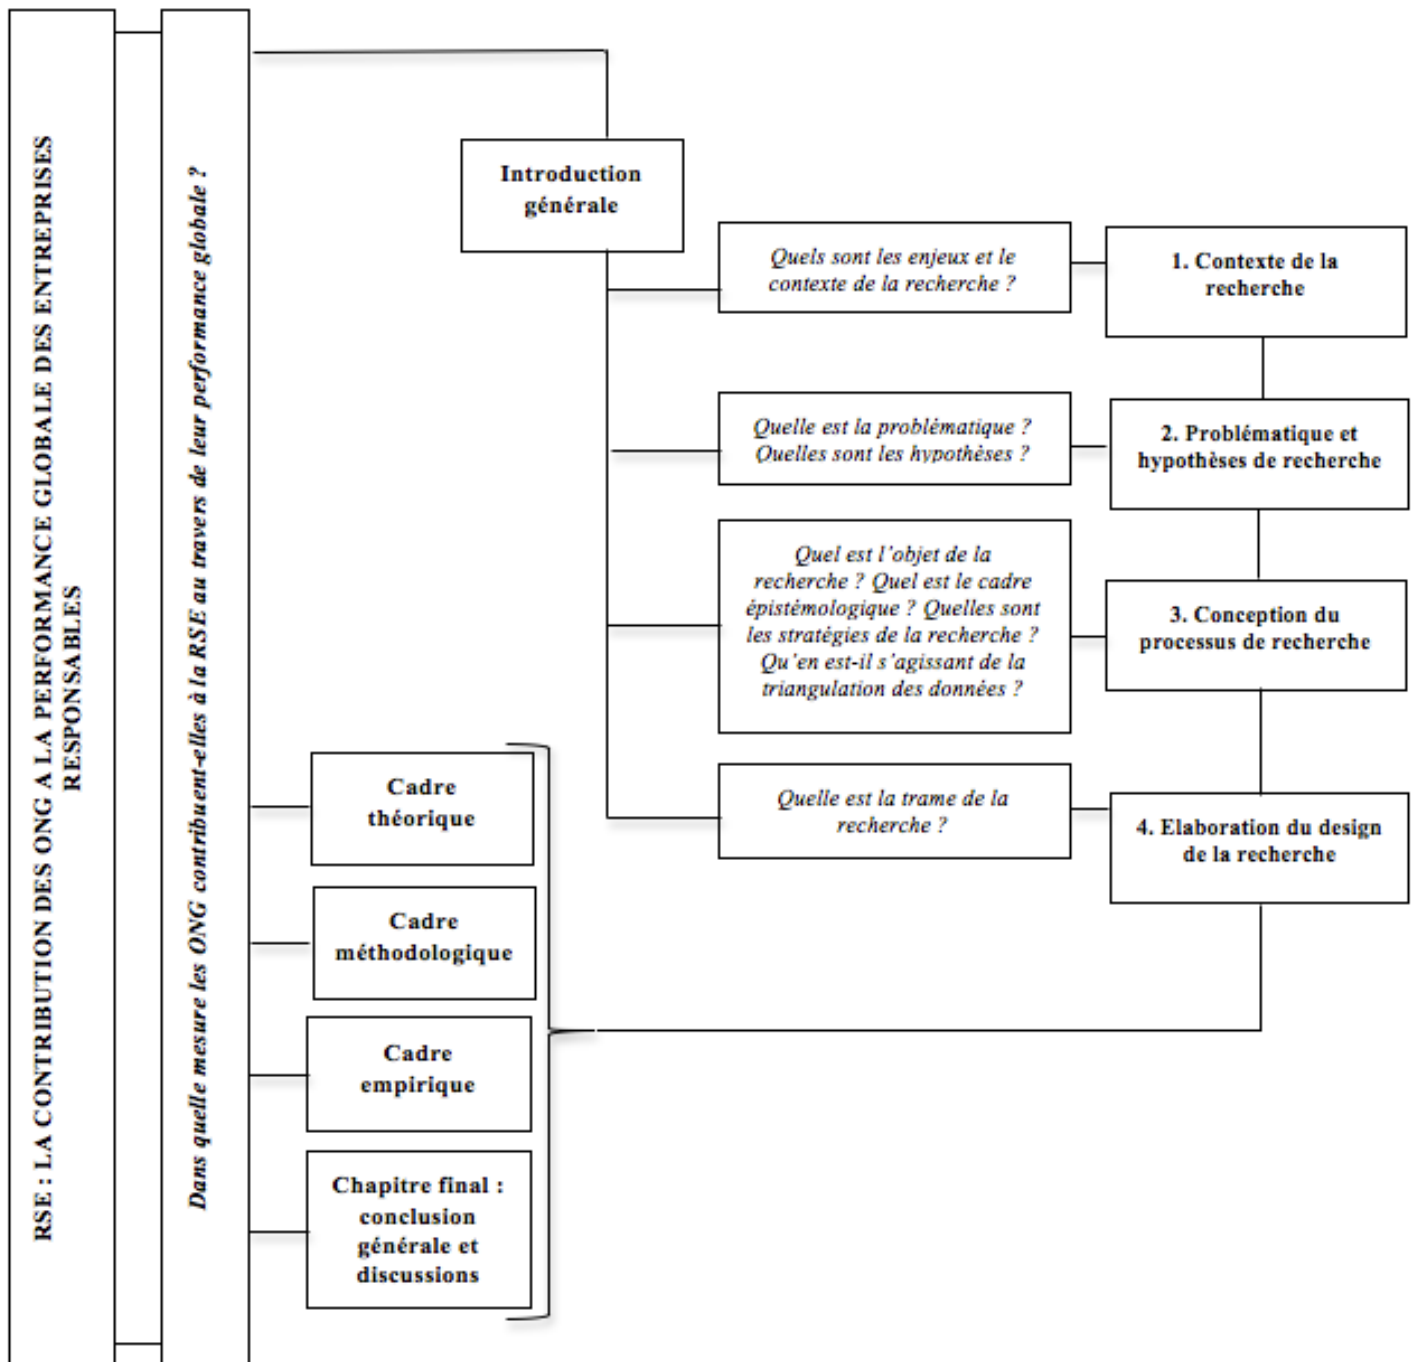 RSE : LA CONTRIBUTION DES ONG A LA PERFORMANCE GLOBALE DES ENTREPRISES
RESPONSABLES
Dans quelle mesure les ONG contribuent-elles à la RSE au travers de leur performance globale ?
Introduction
générale
Quels sont les enjeux et le
contexte de la recherche ?
1. Contexte de la
recherche
Quelle est la problématique ?
Quelles sont les hypothèses ?
2. Problématique et
hypothèses de recherche
Quel est l'objet de la
recherche ? Quel est le cadre
épistémologique ? Quelles sont
les stratégies de la recherche ?
Qu'en est-il s'agissant de la
triangulation des données ?
3. Conception du
processus de recherche
Quelle est la trame de la
recherche ?
4. Elaboration du design
de la recherche
Cadre
théorique
Cadre
méthodologique
Cadre
empirique
Chapitre final :
conclusion
générale et
discussions